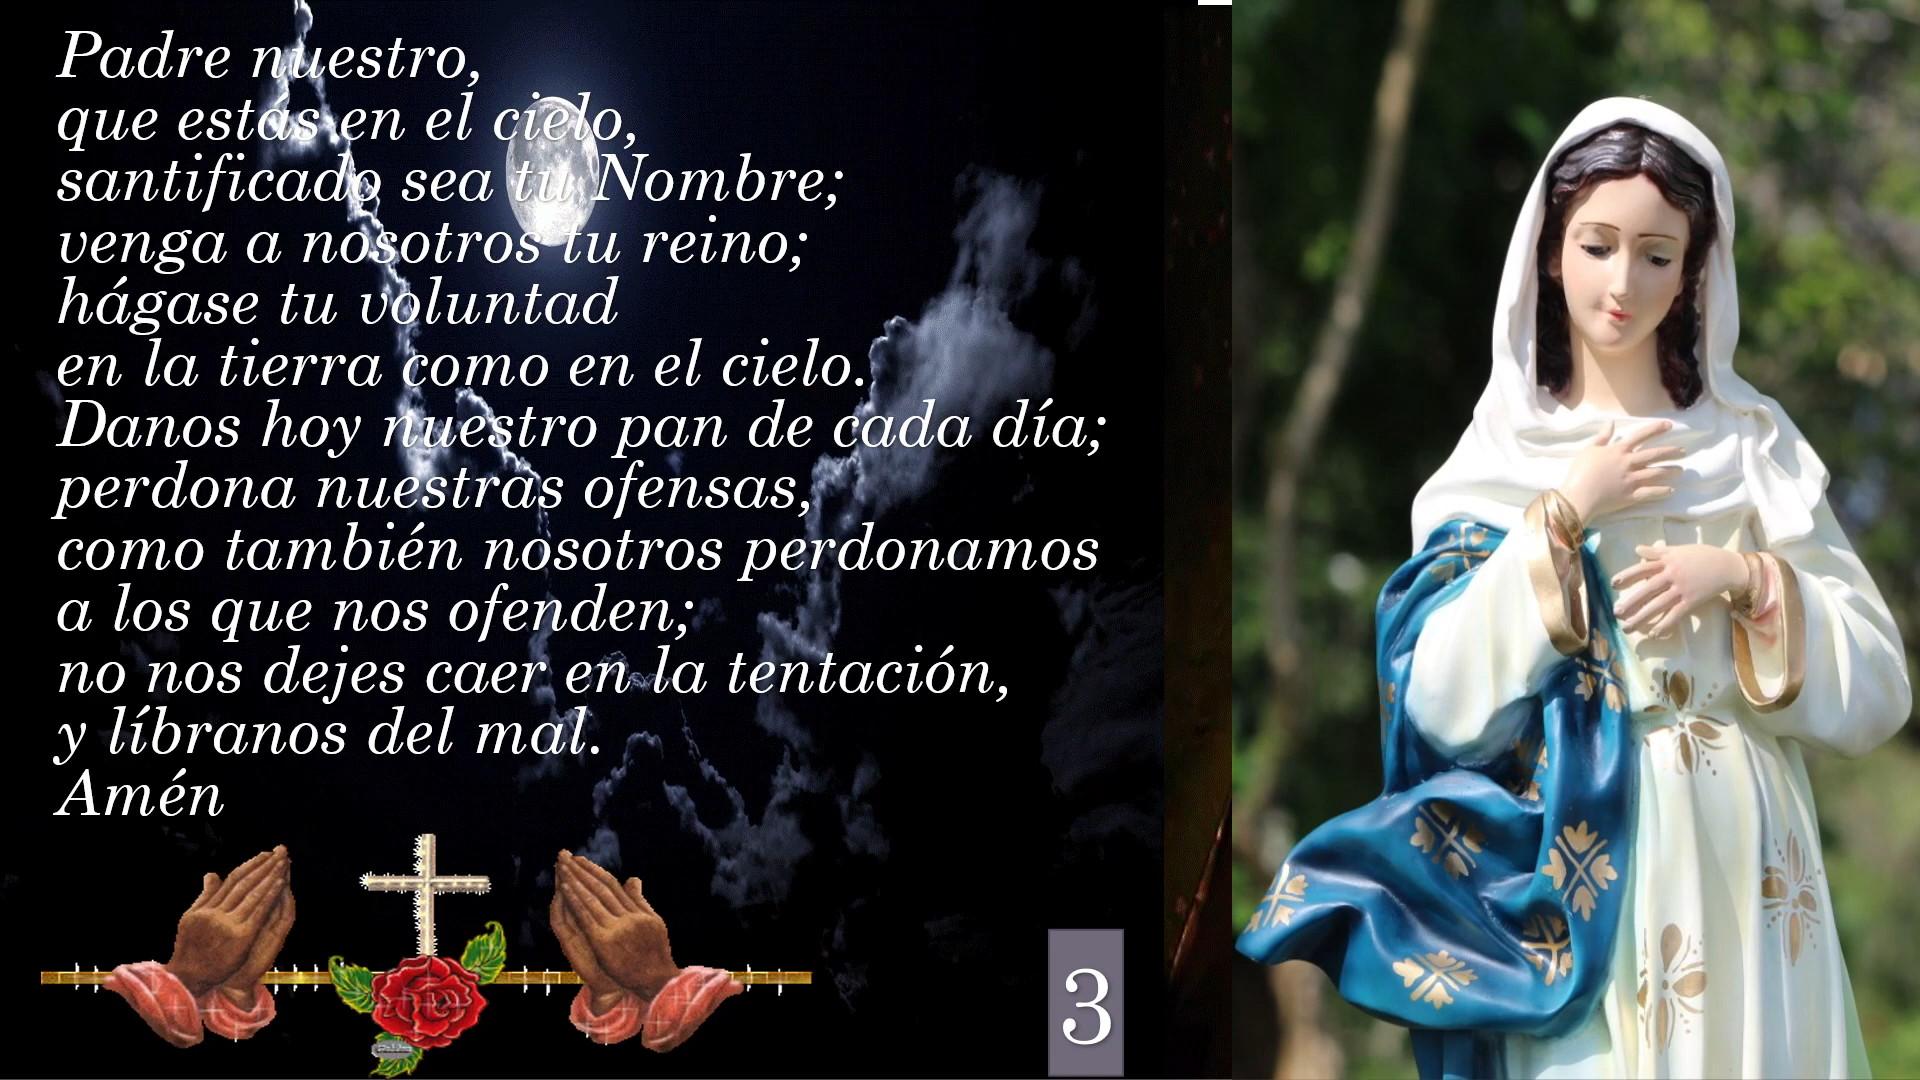 Padre nuestro,
que estás en el cielo,
santificado sea tu Nombre;
venga a nosotros tu reino;
hágase tu voluntad
en la tierra como en el cielo.
Danos hoy nuestro pan de cada día;
perdona nuestras ofensas,
como también nosotros perdonamos
a los que nos ofenden;
no nos dejes caer en la tentación,
y líbranos del mal.
Amén
3